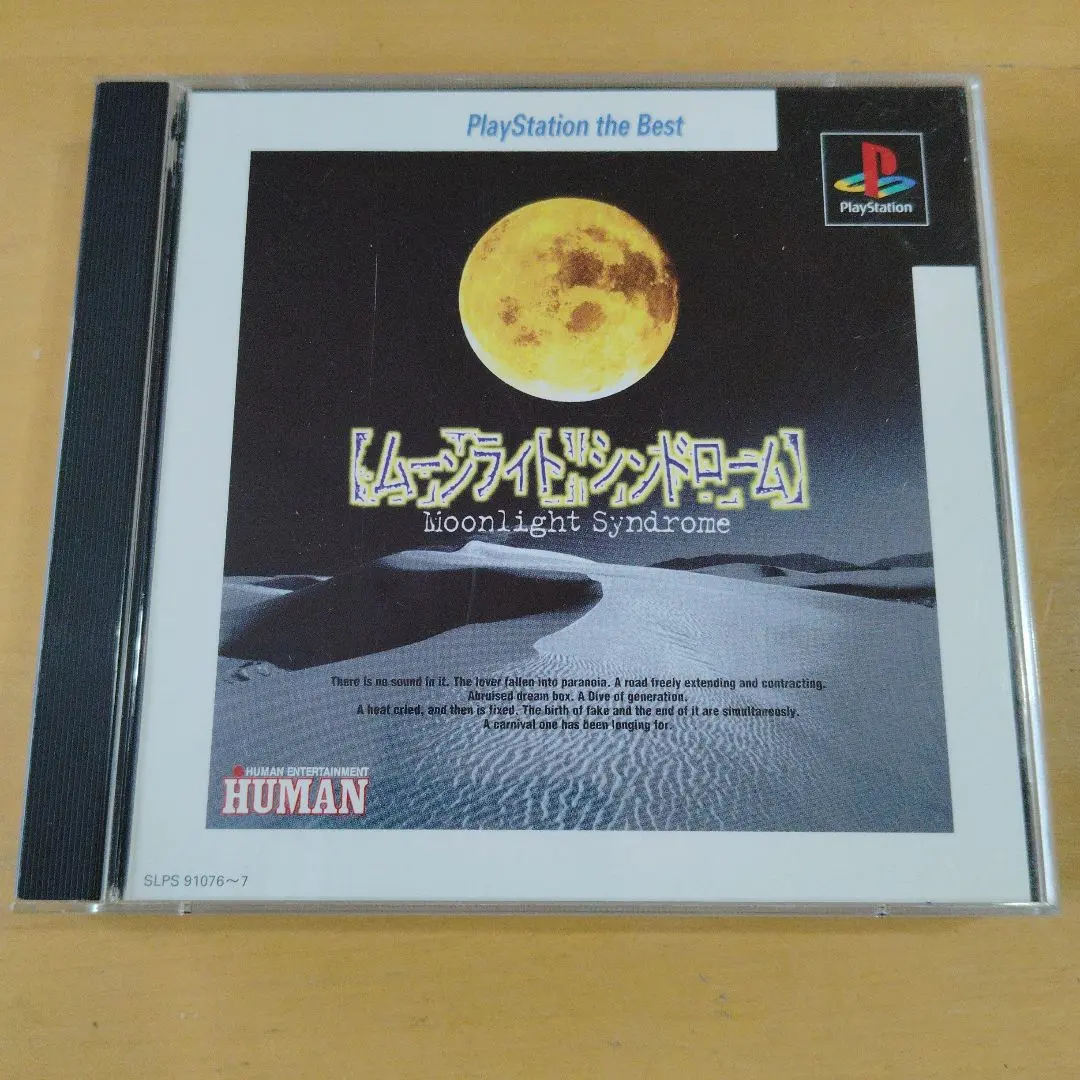 PlayStation the Best
PlayStation
【ムーンライト・シンドローム】
Moonlight Syndrome
There is no sound in it. The lover fallen into paranoia. A road freely extending and contracting.
Abruised dream box. A Dive of generation.
A heat cried, and then is fixed. The birth of fake and the end of it are simultaneously.
A carnival one has been longing for.
HUMAN ENTERTAINMENT
HUMAN
SLPS 91076〜7